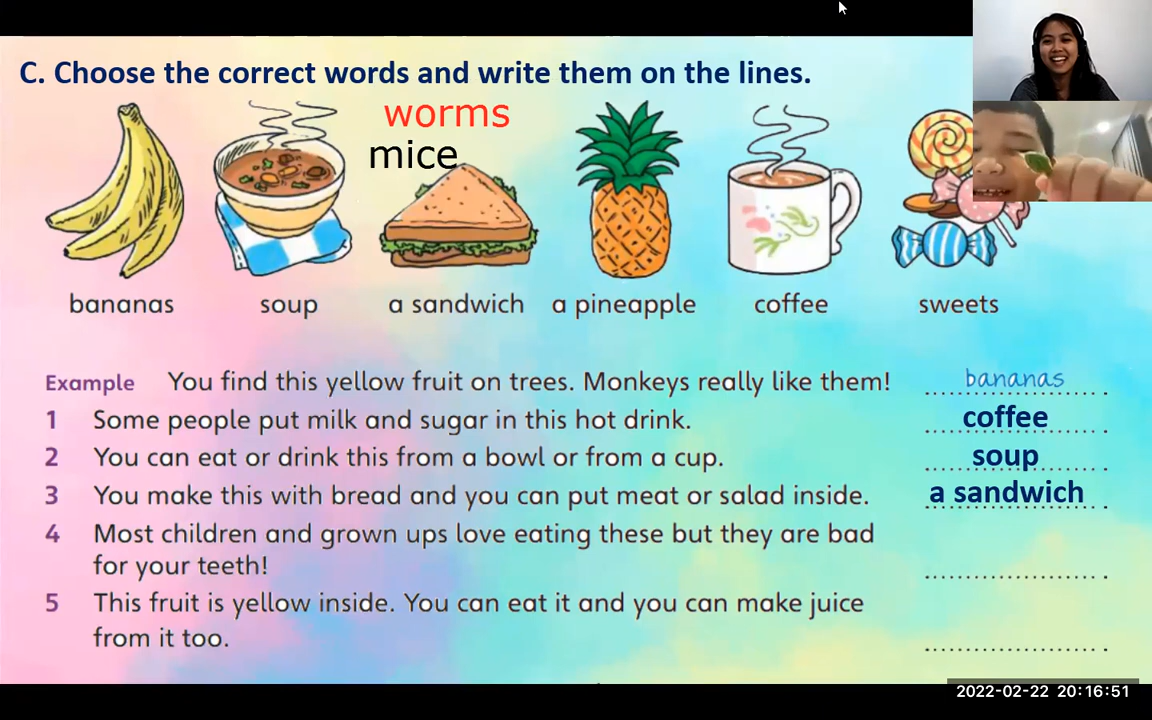 C. Choose the correct words and write them on the lines.
worms
mice
bananas soup a sandwich a pineapple coffee sweets
Example You find this yellow fruit on trees. Monkeys really like them! bananas
1 Some people put milk and sugar in this hot drink. coffee
2 You can eat or drink this from a bowl or from a cup. soup
3 You make this with bread and you can put meat or salad inside. a sandwich
4 Most children and grown ups love eating these but they are bad
for your teeth!
5 This fruit is yellow inside. You can eat it and you can make juice
from it too.
2022-02-22 20:16:51